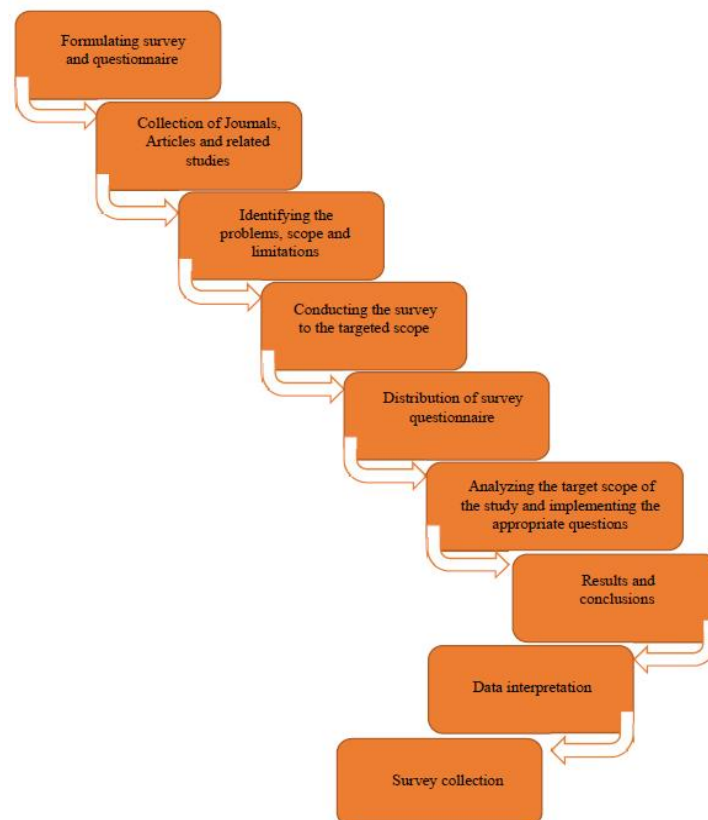 Formulating survey
and questionnaire
Collection of Journals,
Articles and related
studies
Identifying the
problems, scope and
limitations
Conducting the survey
to the targeted scope
Distribution of survey
questionnaire
Analyzing the target scope of
the study and implementing the
appropriate questions
Results and
conclusions
Data interpretation
Survey collection